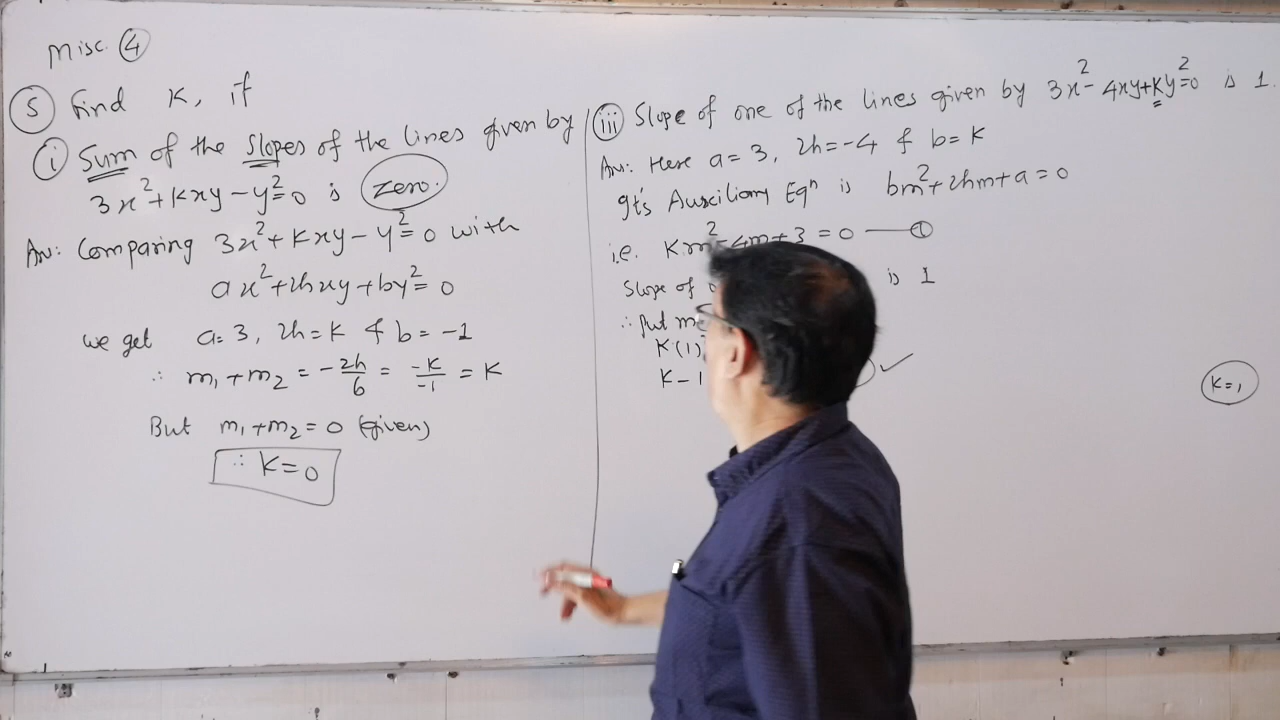 Misc. ④
⑤ Find K, if
ⓘ Sum of the slopes of the lines given by
3x²+Kxy-y²=0 is zero.
An: Comparing 3x²+Kxy-y²=0 with
ax²+2hxy+by²=0
we get a=3, 2h=K & b=-1
∴ m₁+m₂ = -2h/b = -K/-1 = K
But m₁+m₂=0 (given)
∴ K=0
(iii) Slope of one of the lines given by 3x²-4xy+Ky²=0 is 1.
An: Here a=3, 2h=-4 & b=K
It's Auxiliary Eqⁿ is bm²+2hm+a=0
i.e. Km²-4m+3=0 — ①
Slope of is 1
∴ put m
K(1)
K-1 ✓
K=1